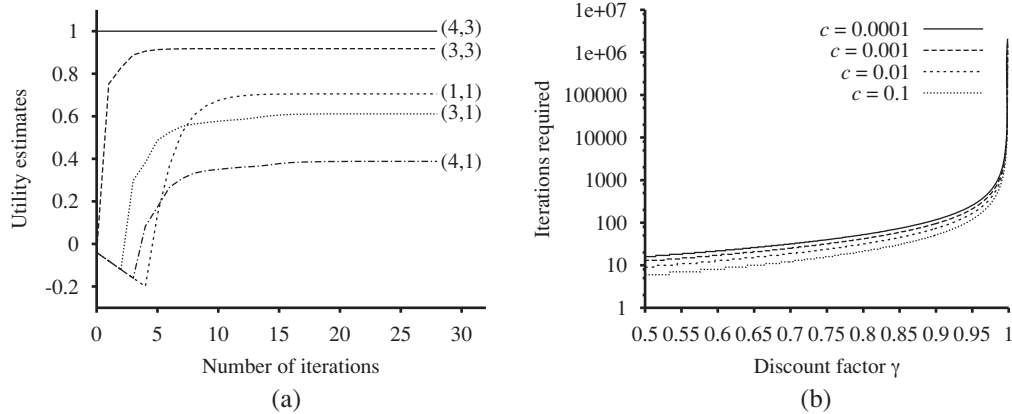 1
0.8
0.6
0.4
0.2
0
-0.2
Utility estimates
(4,3)
(3,3)
(1,1)
(3,1)
(4,1)
0 5 10 15 20 25 30
Number of iterations
(a)
1e+07
1e+06
100000
10000
1000
100
10
1
Iterations required
c = 0.0001
c = 0.001
c = 0.01
c = 0.1
0.5 0.55 0.6 0.65 0.7 0.75 0.8 0.85 0.9 0.95 1
Discount factor γ
(b)